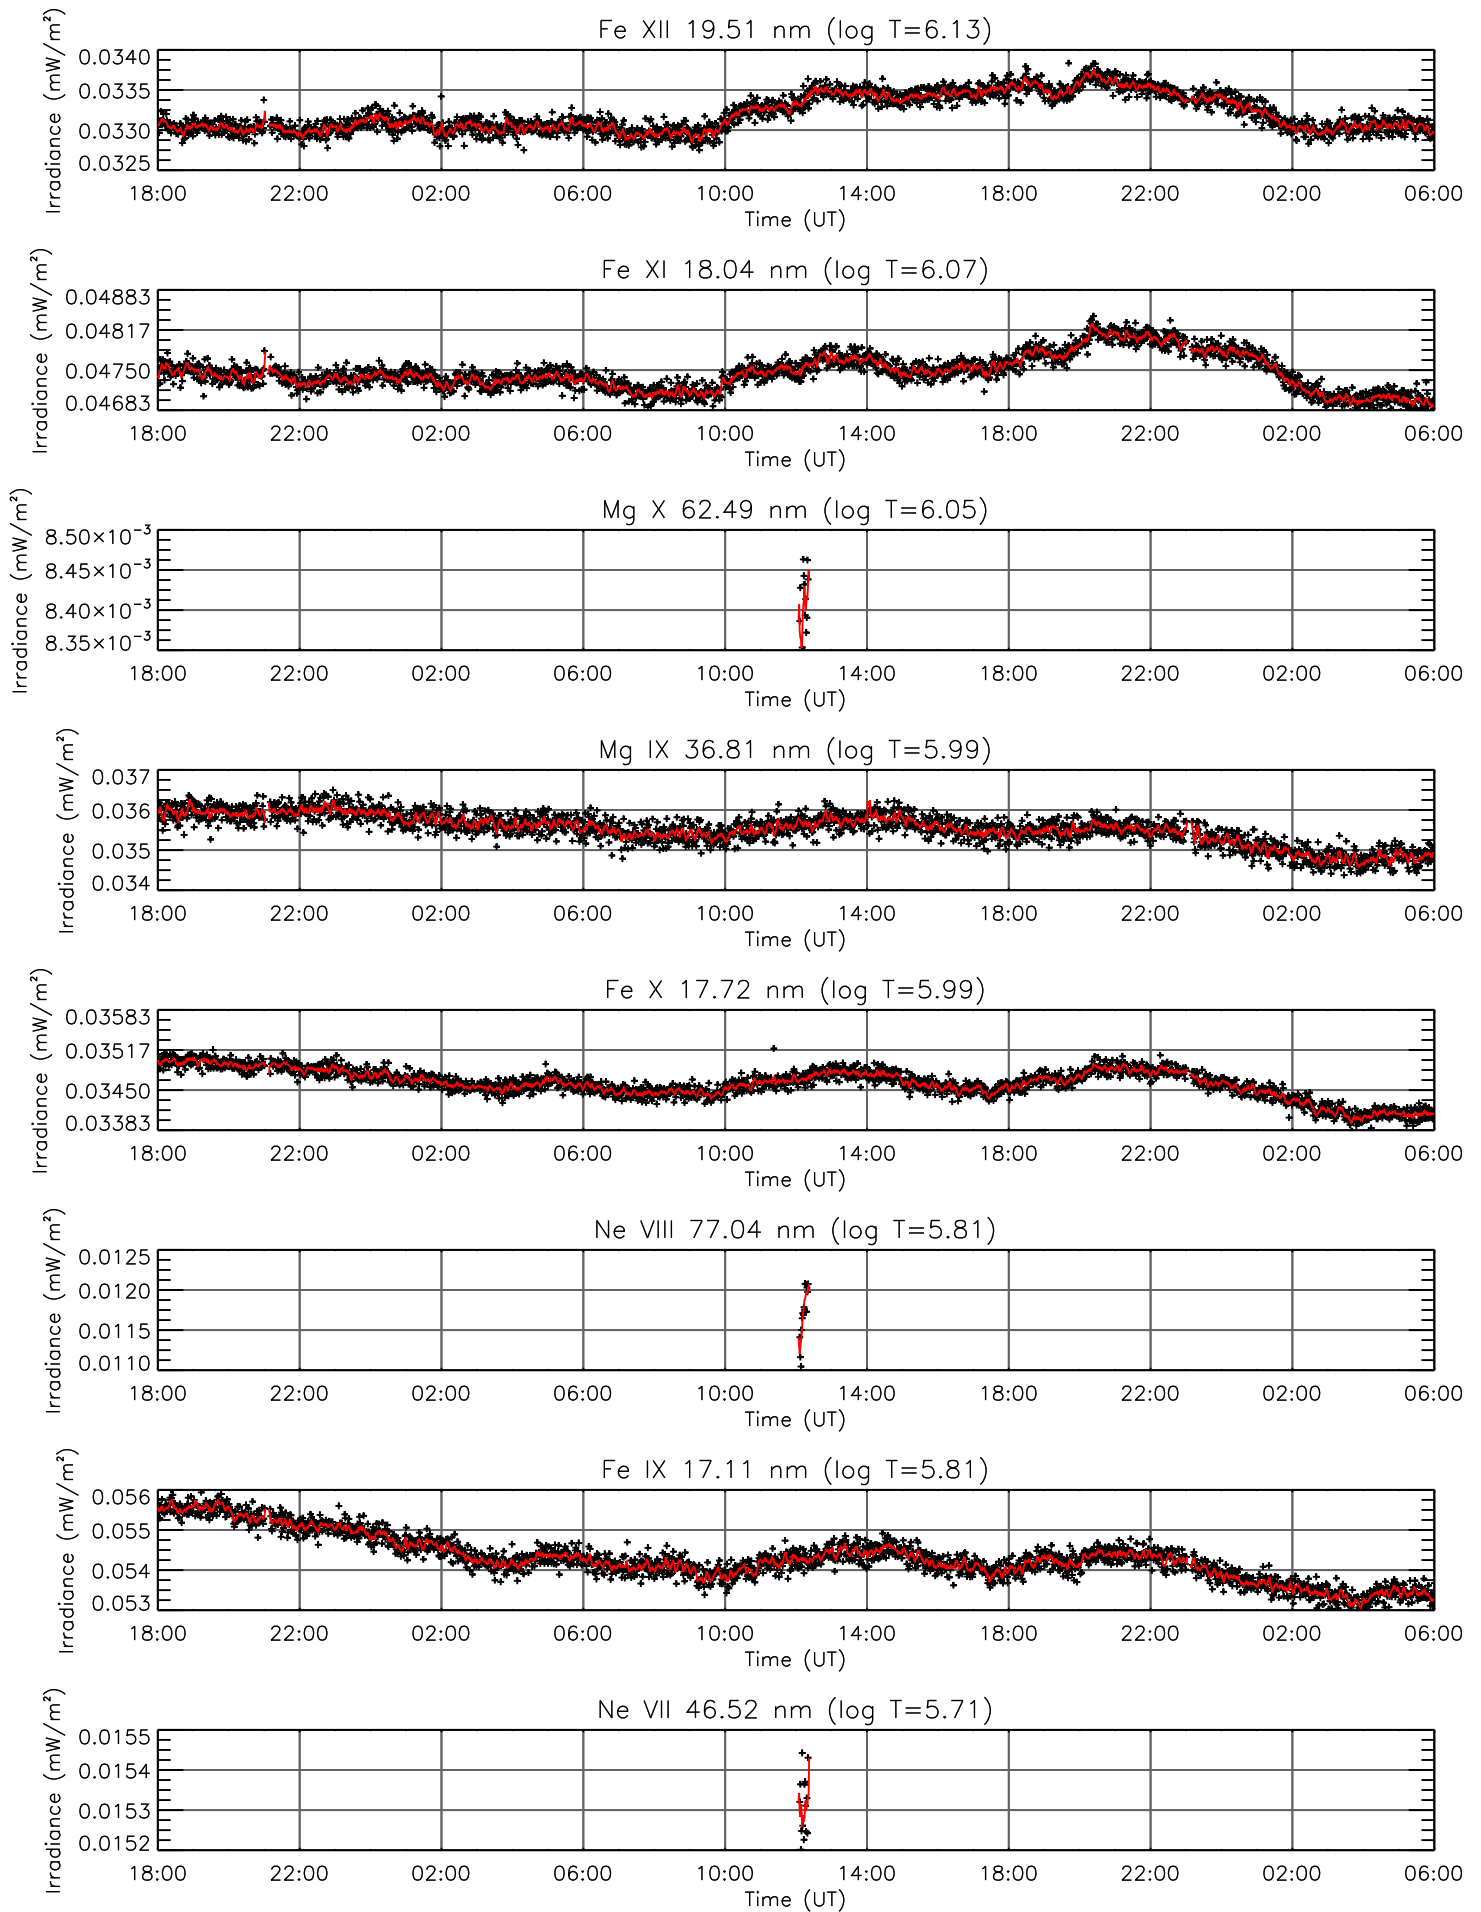 Fe XII 19.51 nm (log T=6.13)
Irradiance (mW/m²)
0.0340
0.0335
0.0330
0.0325
18:00 22:00 02:00 06:00 10:00 14:00 18:00 22:00 02:00 06:00
Time (UT)
Fe XI 18.04 nm (log T=6.07)
Irradiance (mW/m²)
0.04883
0.04817
0.04750
0.04683
18:00 22:00 02:00 06:00 10:00 14:00 18:00 22:00 02:00 06:00
Time (UT)
Mg X 62.49 nm (log T=6.05)
Irradiance (mW/m²)
8.50×10⁻³
8.45×10⁻³
8.40×10⁻³
8.35×10⁻³
18:00 22:00 02:00 06:00 10:00 14:00 18:00 22:00 02:00 06:00
Time (UT)
Mg IX 36.81 nm (log T=5.99)
Irradiance (mW/m²)
0.037
0.036
0.035
0.034
18:00 22:00 02:00 06:00 10:00 14:00 18:00 22:00 02:00 06:00
Time (UT)
Fe X 17.72 nm (log T=5.99)
Irradiance (mW/m²)
0.03583
0.03517
0.03450
0.03383
18:00 22:00 02:00 06:00 10:00 14:00 18:00 22:00 02:00 06:00
Time (UT)
Ne VIII 77.04 nm (log T=5.81)
Irradiance (mW/m²)
0.0125
0.0120
0.0115
0.0110
18:00 22:00 02:00 06:00 10:00 14:00 18:00 22:00 02:00 06:00
Time (UT)
Fe IX 17.11 nm (log T=5.81)
Irradiance (mW/m²)
0.056
0.055
0.054
0.053
18:00 22:00 02:00 06:00 10:00 14:00 18:00 22:00 02:00 06:00
Time (UT)
Ne VII 46.52 nm (log T=5.71)
Irradiance (mW/m²)
0.0155
0.0154
0.0153
0.0152
18:00 22:00 02:00 06:00 10:00 14:00 18:00 22:00 02:00 06:00
Time (UT)